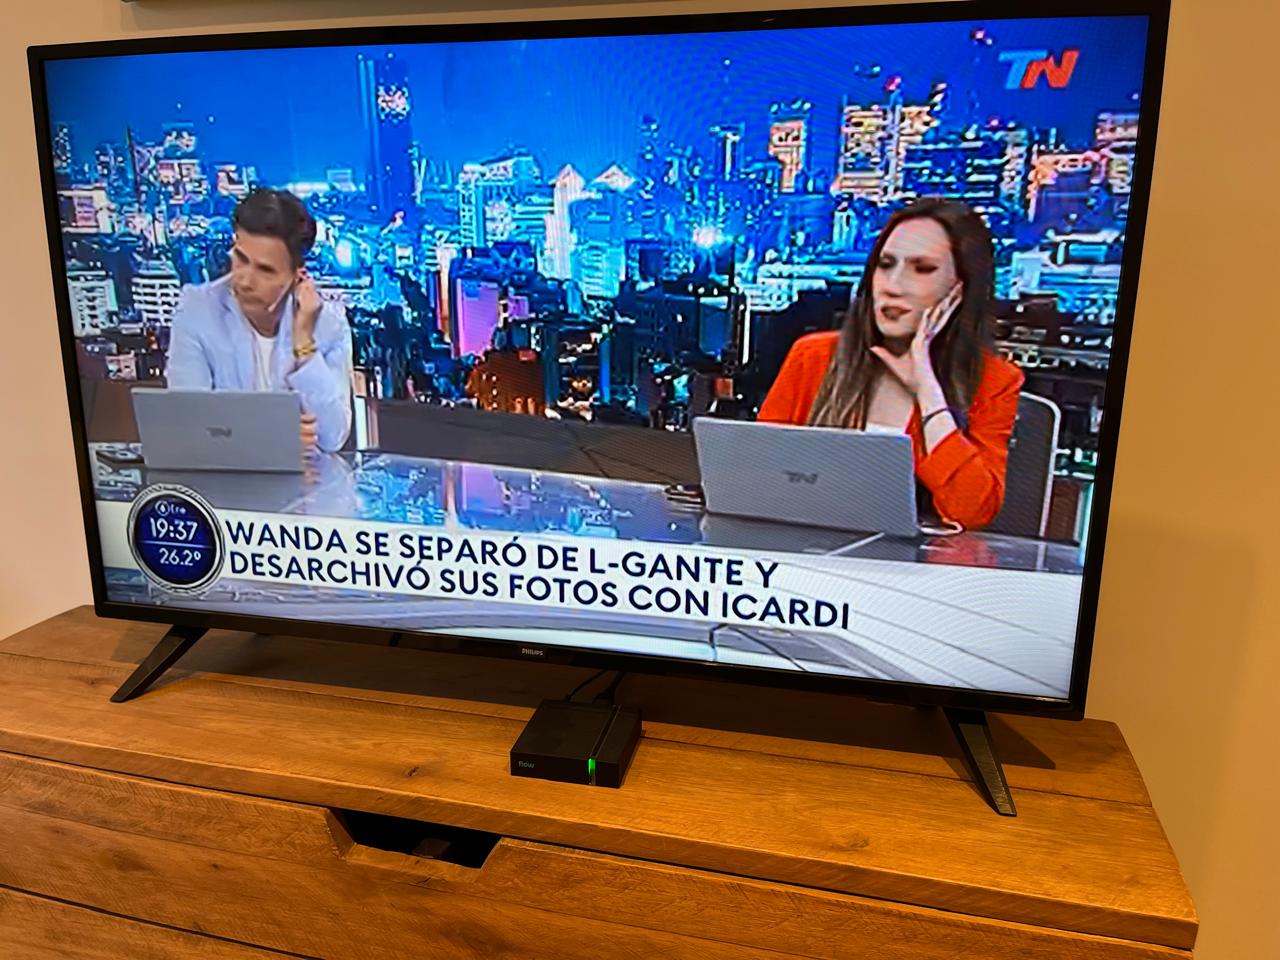 TN
TN
TN
19:37
26.2°
WANDA SE SEPARÓ DE L-GANTE Y
DESARCHIVÓ SUS FOTOS CON ICARDI
PHILIPS
flow